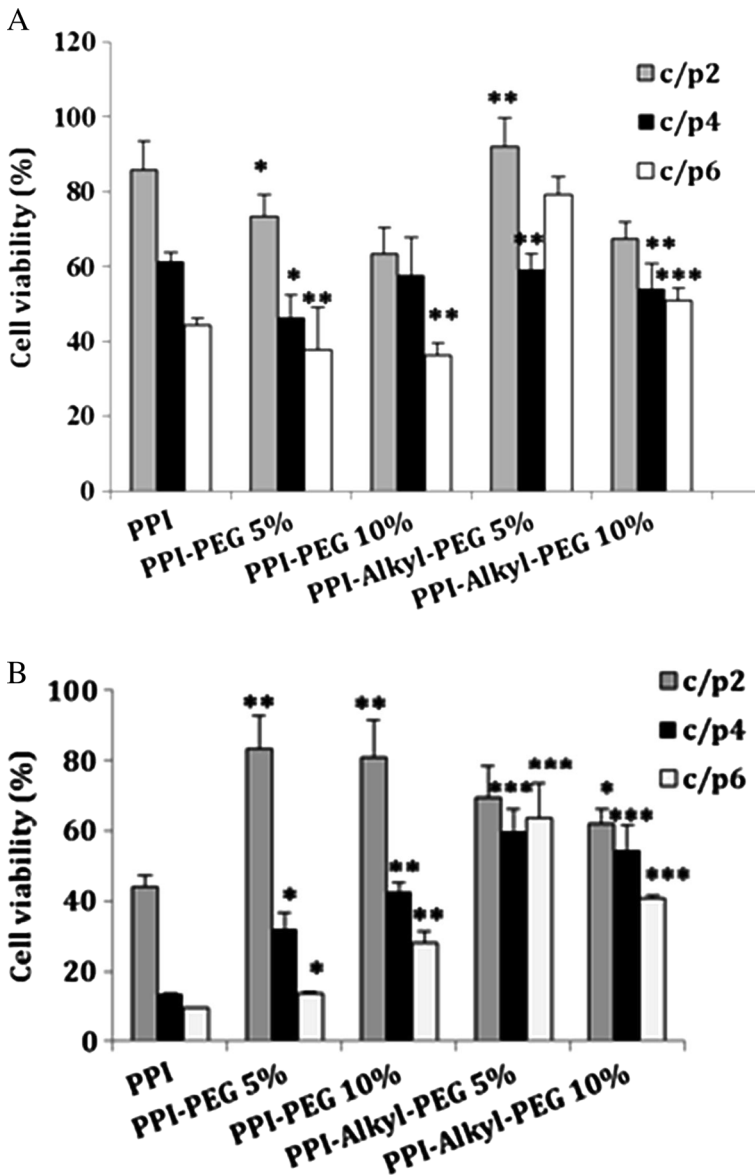 A
Cell viability (%)
120
100
80
60
40
20
0
c/p2
c/p4
c/p6
*
*
**
**
**
**
**
***
PPI
PPI-PEG 5%
PPI-PEG 10%
PPI-Alkyl-PEG 5%
PPI-Alkyl-PEG 10%
B
Cell viability (%)
100
80
60
40
20
0
c/p2
c/p4
c/p6
**
*
*
**
**
**
***
***
*
***
***
PPI
PPI-PEG 5%
PPI-PEG 10%
PPI-Alkyl-PEG 5%
PPI-Alkyl-PEG 10%